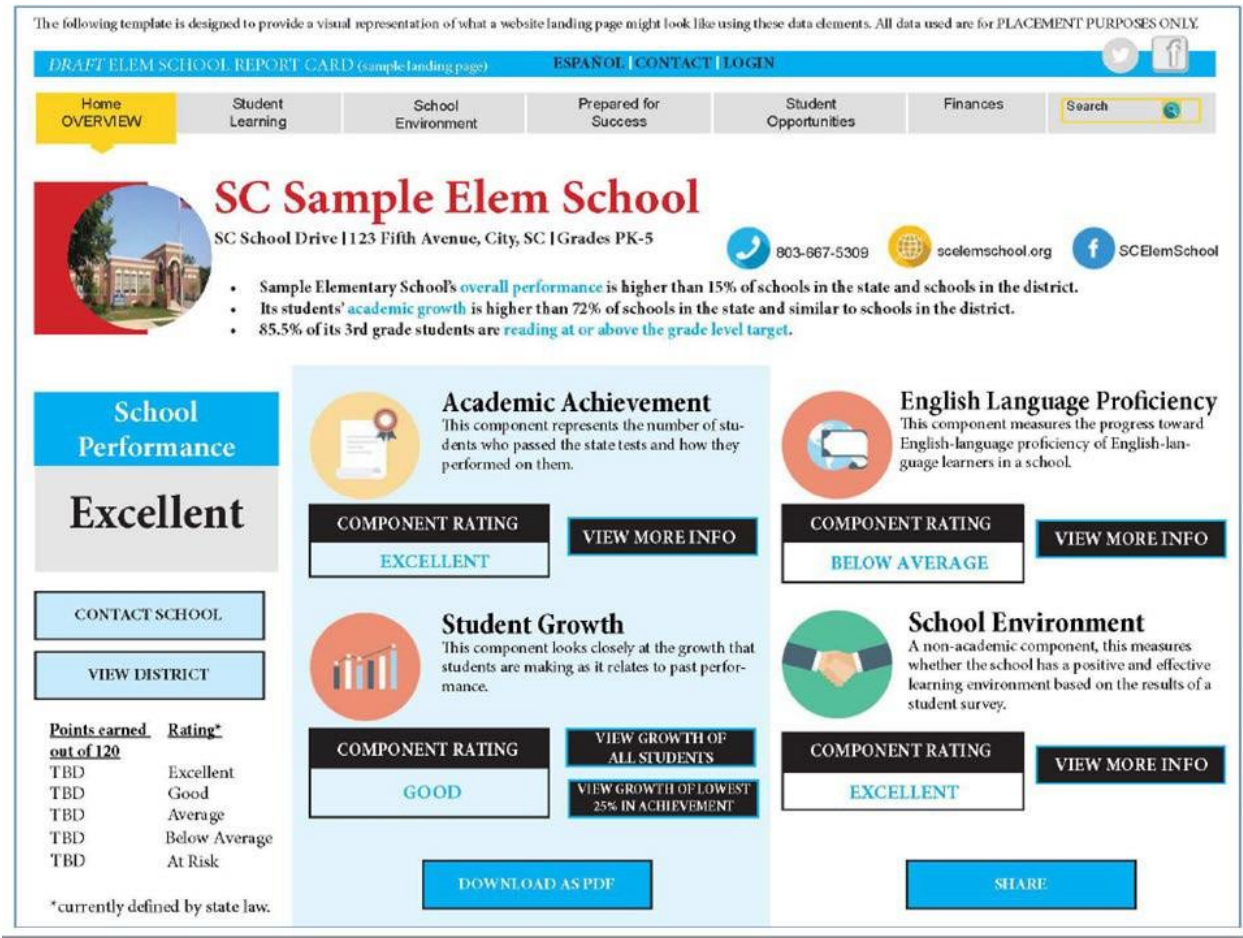 The following template is designed to provide a visual representation of what a website landing page might look like using these data elements. All data used are for PLACEMENT PURPOSES ONLY.
DRAFT ELEM SCHOOL REPORT CARD (sample landing page) ESPAÑOL | CONTACT | LOGIN
Home
OVERVIEW
Student
Learning
School
Environment
Prepared for
Success
Student
Opportunities
Finances
Search
SC Sample Elem School
SC School Drive | 123 Fifth Avenue, City, SC | Grades PK-5
803-667-5309
scelemschool.org
SCElemSchool
• Sample Elementary School's overall performance is higher than 15% of schools in the state and schools in the district.
• Its students' academic growth is higher than 72% of schools in the state and similar to schools in the district.
• 85.5% of its 3rd grade students are reading at or above the grade level target.
School
Performance
Excellent
CONTACT SCHOOL
VIEW DISTRICT
Points earned Rating*
out of 120
TBD Excellent
TBD Good
TBD Average
TBD Below Average
TBD At Risk
*currently defined by state law.
Academic Achievement
This component represents the number of stu-
dents who passed the state tests and how they
performed on them.
COMPONENT RATING
EXCELLENT
VIEW MORE INFO
English Language Proficiency
This component measures the progress toward
English-language proficiency of English-lan-
guage learners in a school.
COMPONENT RATING
BELOW AVERAGE
VIEW MORE INFO
Student Growth
This component looks closely at the growth that
students are making as it relates to past perfor-
mance.
COMPONENT RATING
GOOD
VIEW GROWTH OF
ALL STUDENTS
VIEW GROWTH OF LOWEST
25% IN ACHIEVEMENT
School Environment
A non-academic component, this measures
whether the school has a positive and effective
learning environment based on the results of a
student survey.
COMPONENT RATING
EXCELLENT
VIEW MORE INFO
DOWNLOAD AS PDF
SHARE